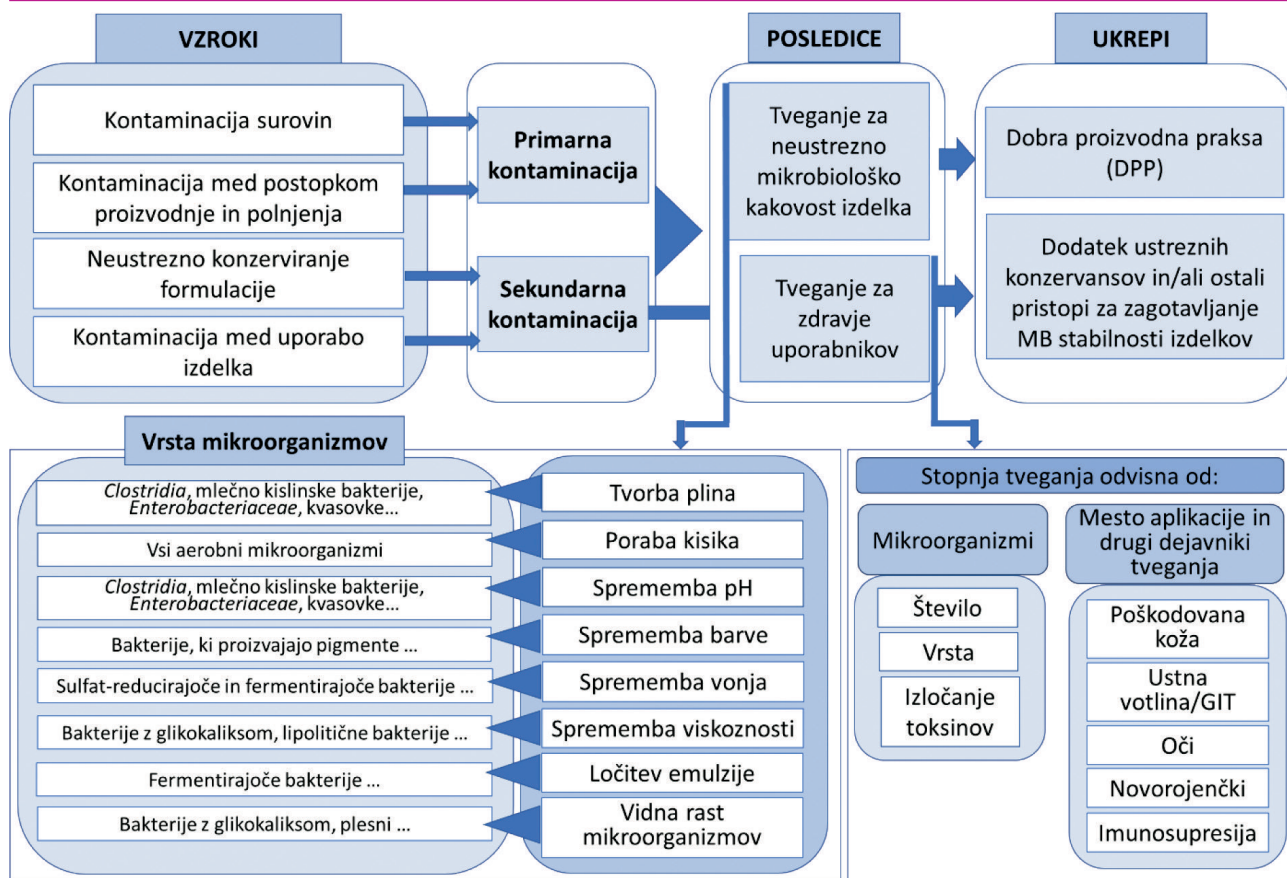 VZROKI
Kontaminacija surovin
Kontaminacija med postopkom
proizvodnje in polnjenja
Neustrezno konzerviranje
formulacije
Kontaminacija med uporabo
izdelka
Primarna
kontaminacija
Sekundarna
kontaminacija
POSLEDICE
Tveganje za
neustrezno
mikrobiološko
kakovost izdelka
Tveganje za
zdravje
uporabnikov
UKREPI
Dobra proizvodna praksa
(DPP)
Dodatek ustreznih
konzervansov in/ali ostali
pristopi za zagotavljanje
MB stabilnosti izdelkov
Vrsta mikroorganizmov
Clostridia, mlečno kislinske bakterije,
Enterobacteriaceae, kvasovke...
Vsi aerobni mikroorganizmi
Clostridia, mlečno kislinske bakterije,
Enterobacteriaceae, kvasovke...
Bakterije, ki proizvajajo pigmente ...
Sulfat-reducirajoče in fermentirajoče bakterije ...
Bakterije z glikokaliksom, lipolitične bakterije ...
Fermentirajoče bakterije ...
Bakterije z glikokaliksom, plesni ...
Tvorba plina
Poraba kisika
Sprememba pH
Sprememba barve
Sprememba vonja
Sprememba viskoznosti
Ločitev emulzije
Vidna rast
mikroorganizmov
Stopnja tveganja odvisna od:
Mikroorganizmi
Število
Vrsta
Izločanje
toksinov
Mesto aplikacije in
drugi dejavniki
tveganja
Poškodovana
koža
Ustna
votlina/GIT
Oči
Novorojenčki
Imunosupresija